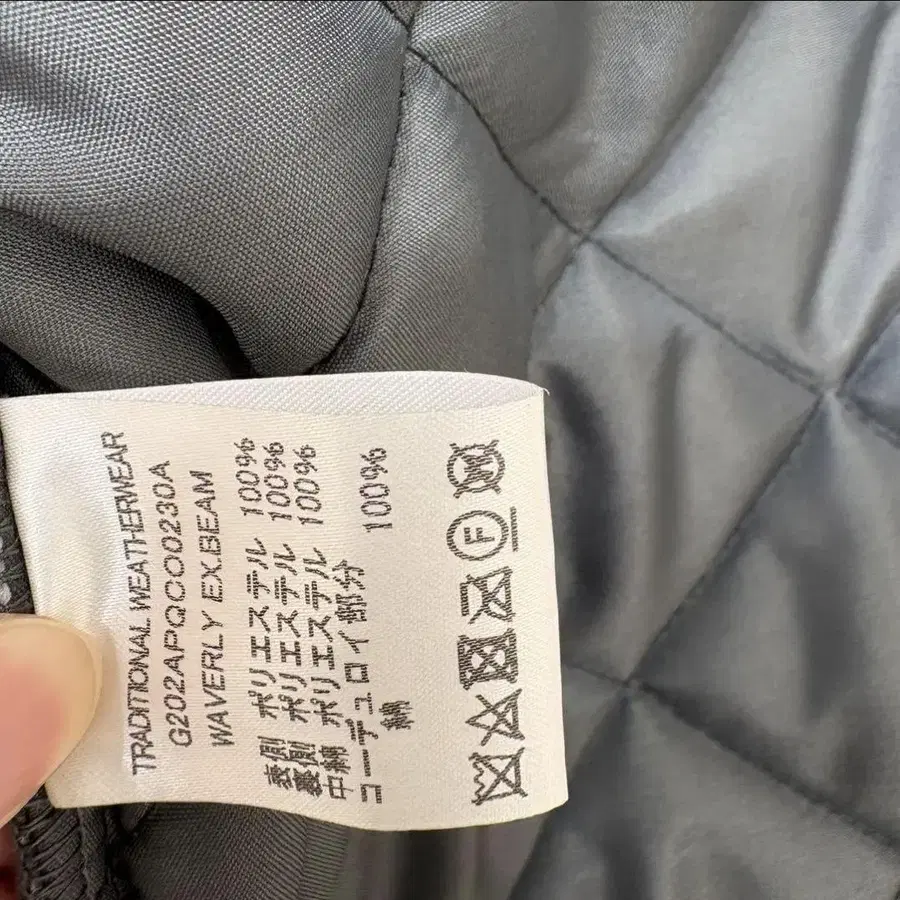 TRADITIONAL WEATHERWEAR
G202APQCO0230A
WAVERLY EX.BEAM
表側 ポリエステル 100%
裏側 ポリエステル 100%
中綿 ポリエステル 100%
コーデュロイ部分
綿 100%
F
W